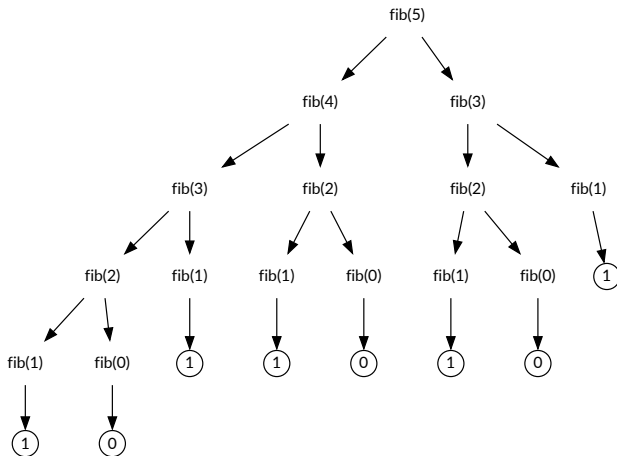 fib(5)
fib(4) fib(3)
fib(3) fib(2) fib(2) fib(1)
fib(2) fib(1) fib(1) fib(0) fib(1) fib(0) 1
fib(1) fib(0) 1 1 0 1 0
1 0